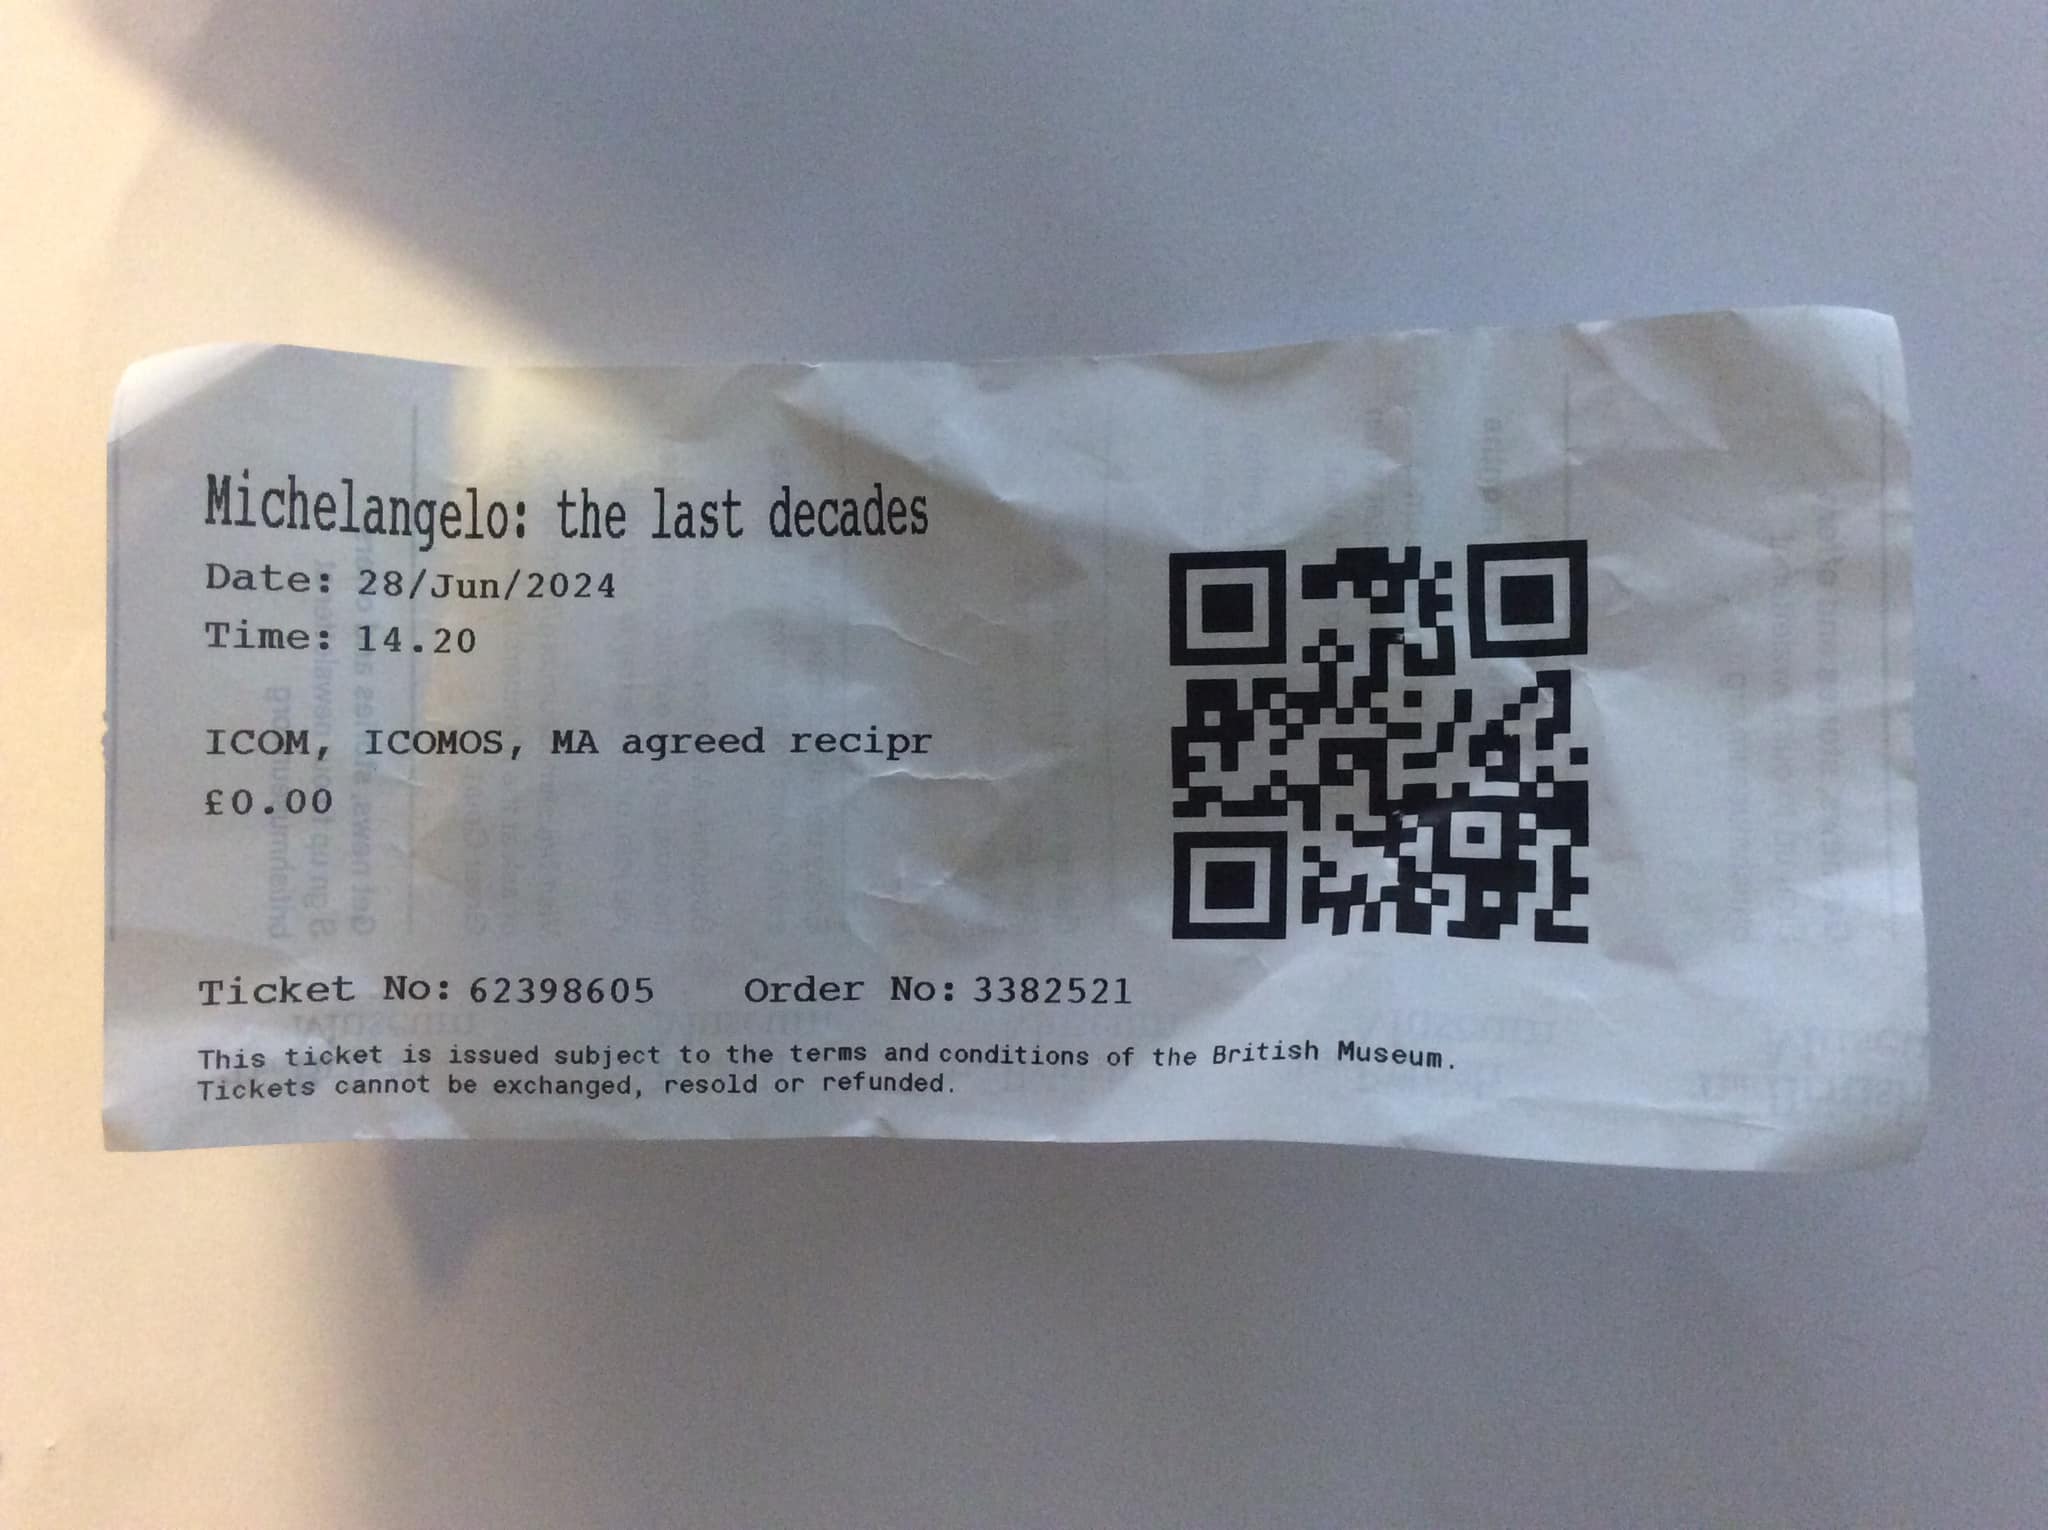 Michelangelo: the last decades
Date: 28/Jun/2024
Time: 14.20
ICOM, ICOMOS, MA agreed recipr
£0.00
Ticket No: 62398605 Order No: 3382521
This ticket is issued subject to the terms and conditions of the British Museum.
Tickets cannot be exchanged, resold or refunded.